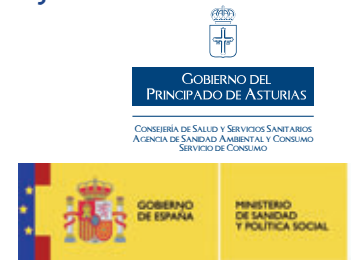 GOBIERNO DEL
PRINCIPADO DE ASTURIAS
CONSEJERÍA DE SALUD Y SERVICIOS SANITARIOS
AGENCIA DE SANIDAD AMBIENTAL Y CONSUMO
SERVICIO DE CONSUMO
GOBIERNO
DE ESPAÑA
MINISTERIO
DE SANIDAD
Y POLÍTICA SOCIAL